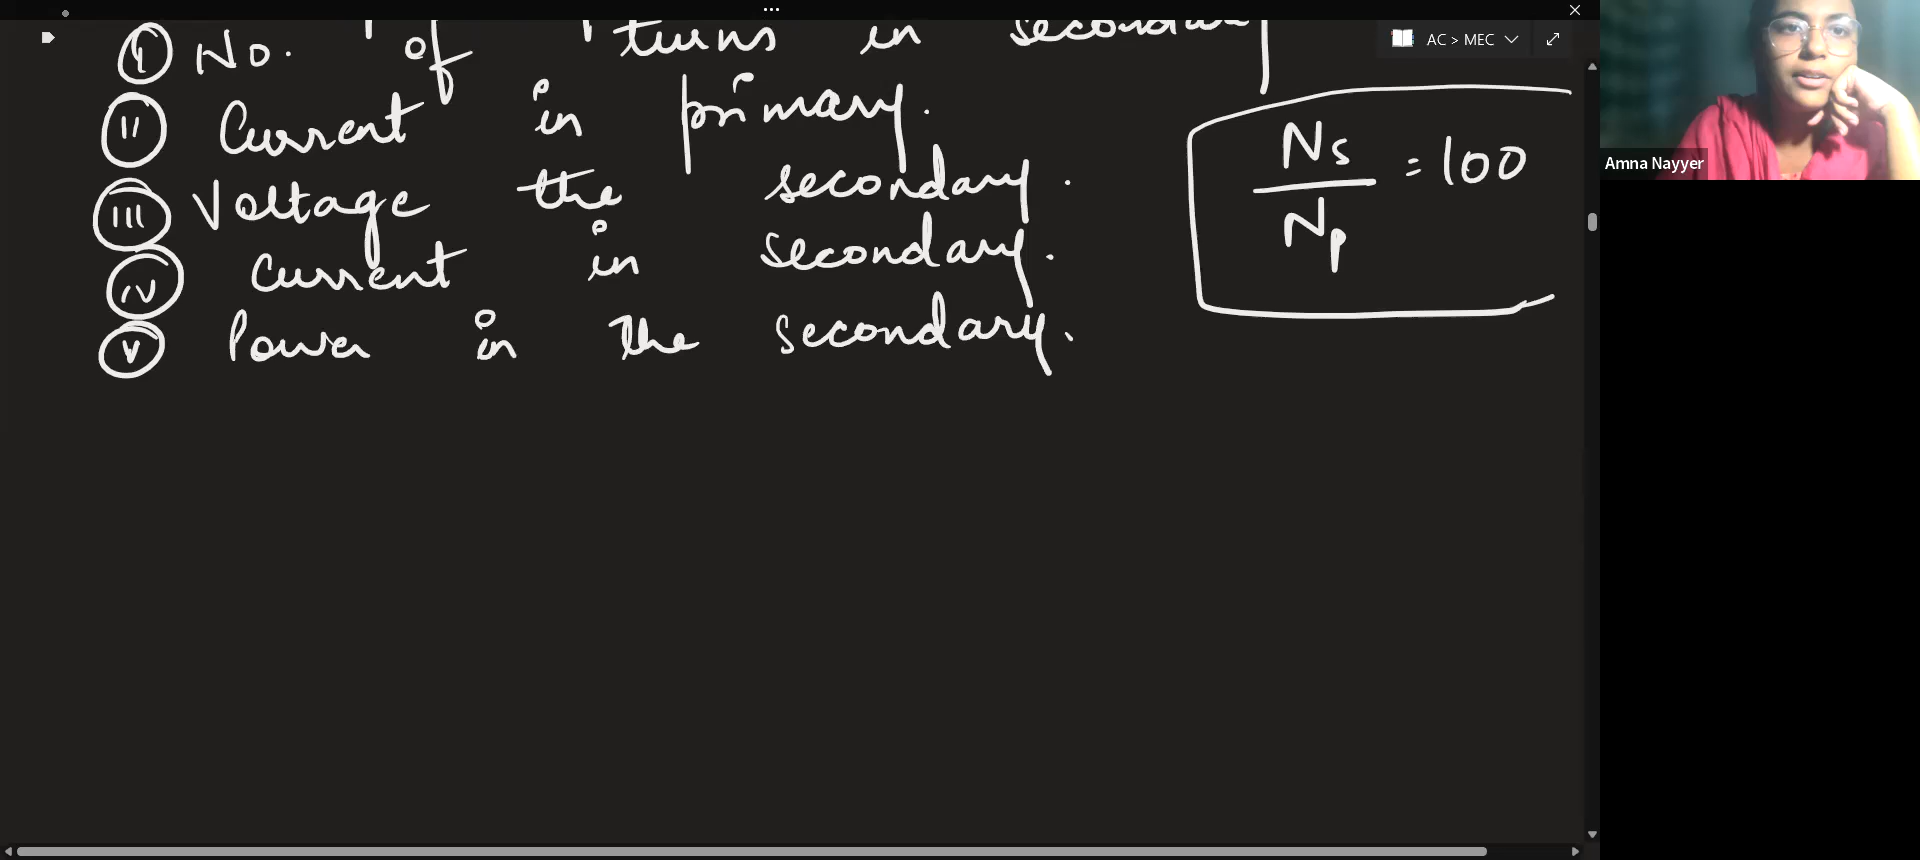 (I) No. of turns in secondary
AC > MEC
(II) Current in primary.
(III) Voltage the secondary.
(IV) Current in secondary.
(V) Power in the secondary.
Ns
— = 100
Np
Amna Nayyer